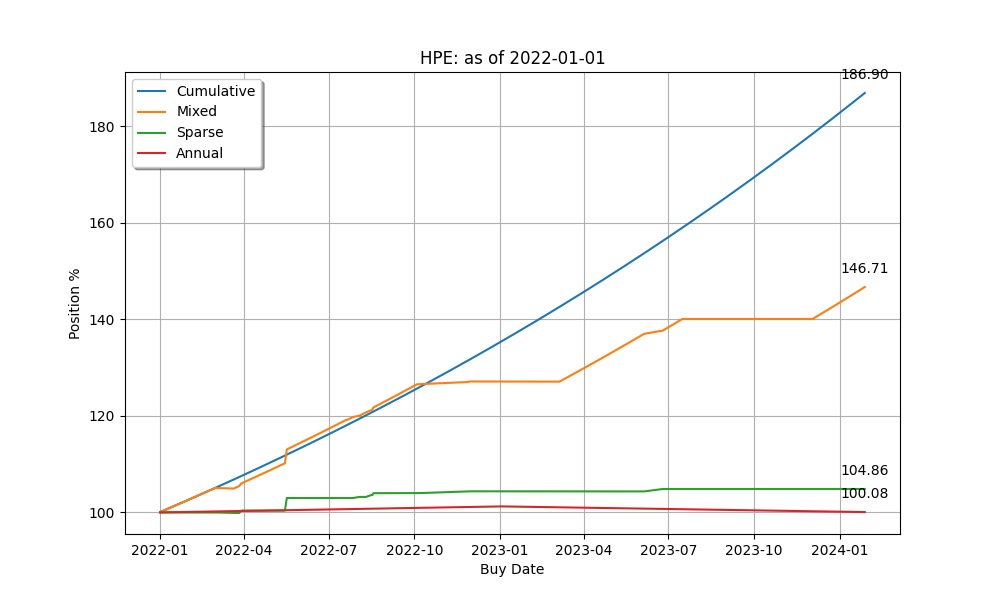 HPE: as of 2022-01-01
Cumulative
Mixed
Sparse
Annual
186.90
146.71
104.86
100.08
180
160
140
120
100
Position %
2022-01 2022-04 2022-07 2022-10 2023-01 2023-04 2023-07 2023-10 2024-01
Buy Date